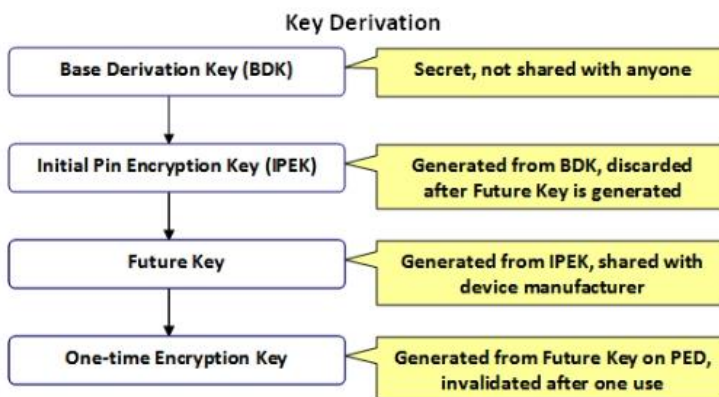 Key Derivation
Base Derivation Key (BDK)
Secret, not shared with anyone
Initial Pin Encryption Key (IPEK)
Generated from BDK, discarded
after Future Key is generated
Future Key
Generated from IPEK, shared with
device manufacturer
One-time Encryption Key
Generated from Future Key on PED,
invalidated after one use